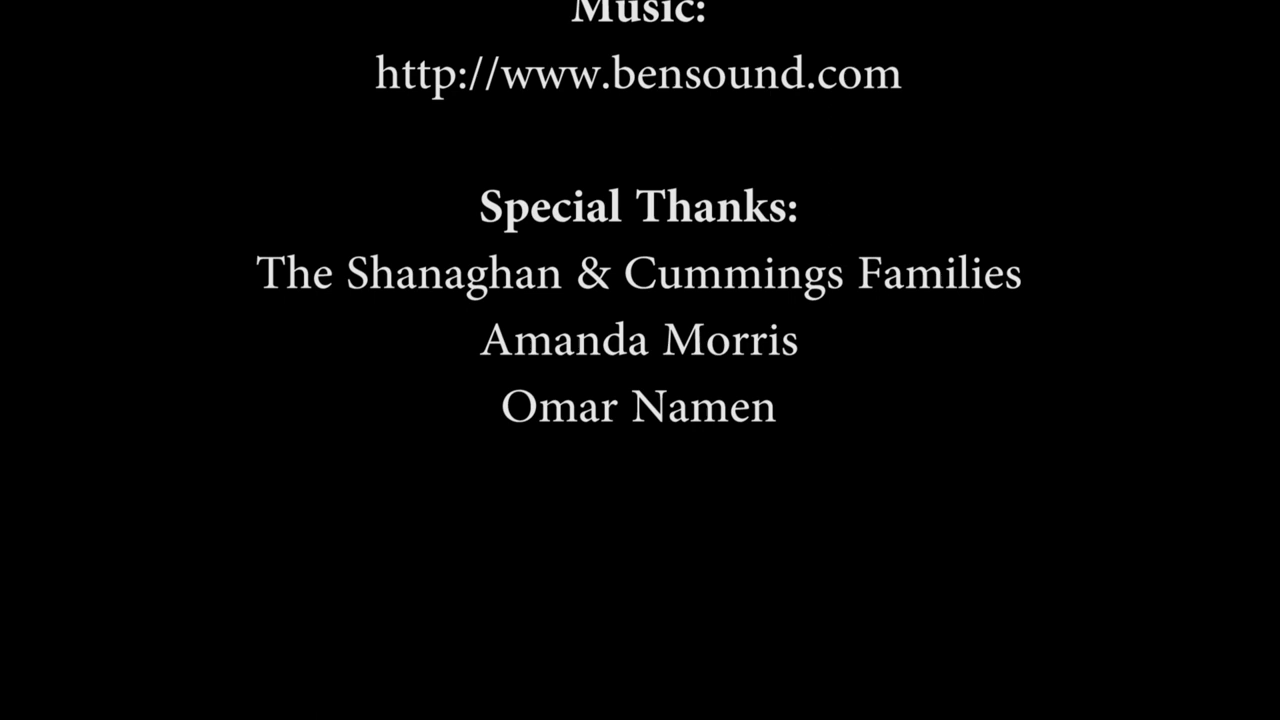 Music:
http://www.bensound.com
Special Thanks:
The Shanaghan & Cummings Families
Amanda Morris
Omar Namen